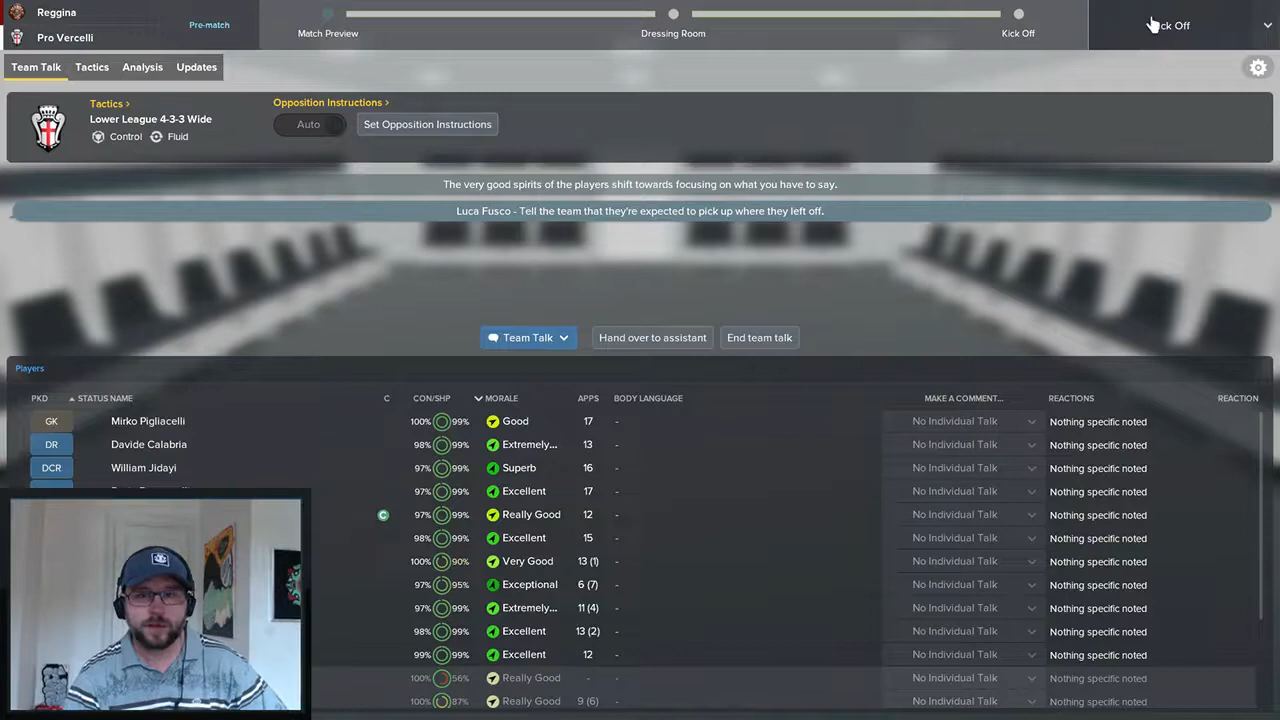 Reggina
Pro Vercelli
Pre-match
Match Preview
Dressing Room
Kick Off
ck Off
Team Talk
Tactics
Analysis
Updates
Tactics >
Lower League 4-3-3 Wide
Control
Fluid
Opposition Instructions >
Auto
Set Opposition Instructions
The very good spirits of the players shift towards focusing on what you have to say.
Luca Fusco - Tell the team that they're expected to pick up where they left off.
Team Talk
Hand over to assistant
End team talk
Players
PKD STATUS NAME C CON/SHP MORALE APPS BODY LANGUAGE MAKE A COMMENT... REACTIONS REACTION
GK Mirko Pigliacelli 100% 99% Good 17 - No Individual Talk Nothing specific noted
DR Davide Calabria 98% 99% Extremely... 13 - No Individual Talk Nothing specific noted
DCR William Jidayi 97% 99% Superb 16 - No Individual Talk Nothing specific noted
97% 99% Excellent 17 - No Individual Talk Nothing specific noted
C 97% 99% Really Good 12 - No Individual Talk Nothing specific noted
98% 99% Excellent 15 - No Individual Talk Nothing specific noted
100% 90% Very Good 13 (1) - No Individual Talk Nothing specific noted
97% 95% Exceptional 6 (7) - No Individual Talk Nothing specific noted
97% 99% Extremely... 11 (4) - No Individual Talk Nothing specific noted
98% 99% Excellent 13 (2) - No Individual Talk Nothing specific noted
99% 99% Excellent 12 - No Individual Talk Nothing specific noted
100% 56% Really Good - - No Individual Talk Nothing specific noted
100% 87% Really Good 9 (6) - No Individual Talk Nothing specific noted